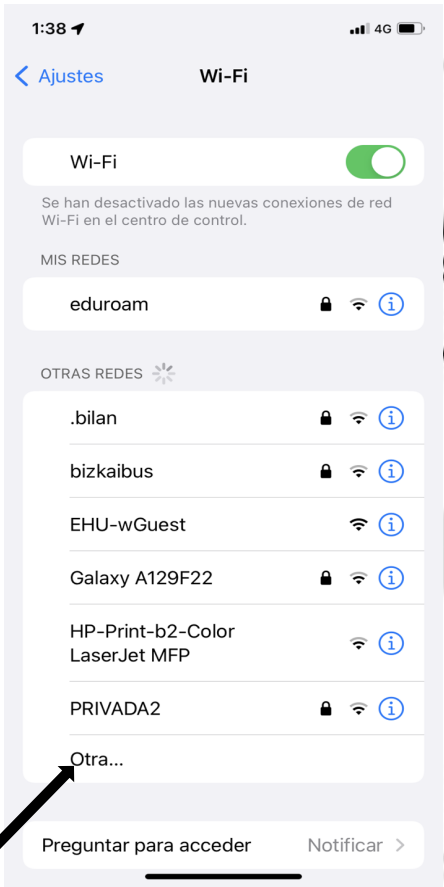 1:38
4G
Ajustes
Wi-Fi
Wi-Fi
Se han desactivado las nuevas conexiones de red
Wi-Fi en el centro de control.
MIS REDES
eduroam
OTRAS REDES
.bilan
bizkaibus
EHU-wGuest
Galaxy A129F22
HP-Print-b2-Color
LaserJet MFP
PRIVADA2
Otra...
Preguntar para acceder Notificar